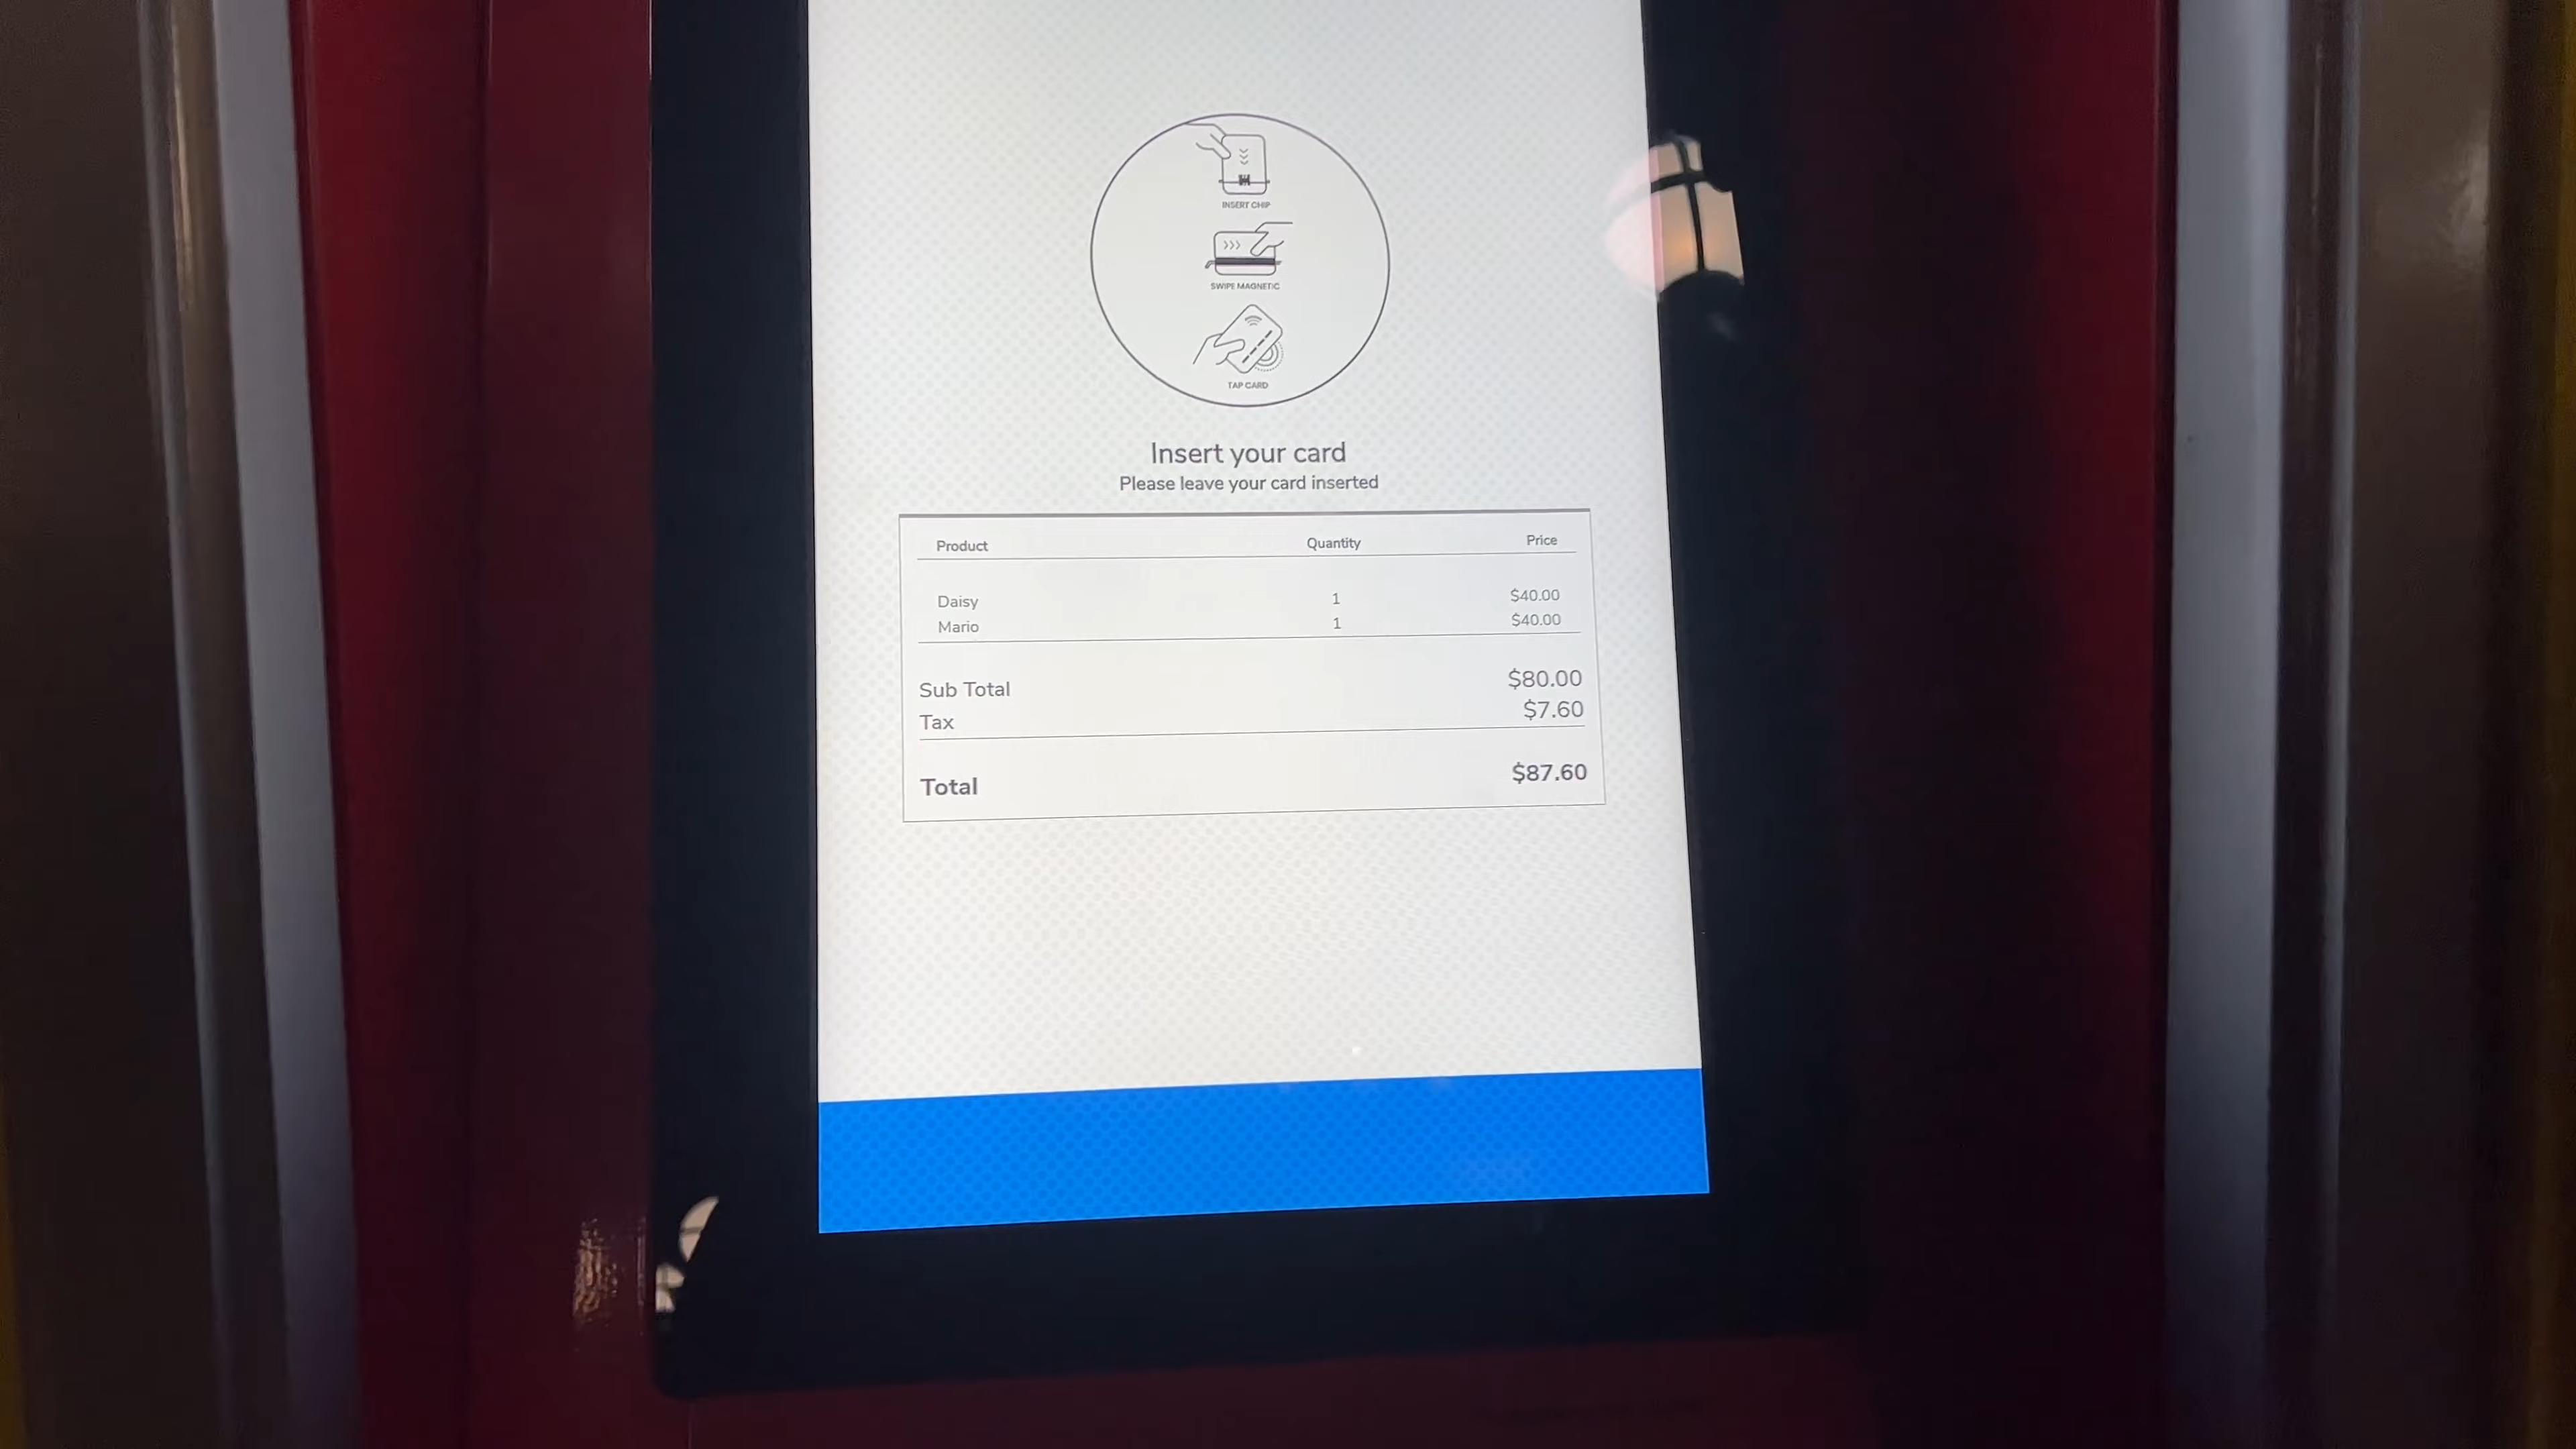 INSERT CHIP
SWIPE MAGNETIC
TAP CARD
Insert your card
Please leave your card inserted
Product Quantity Price
Daisy 1 $40.00
Mario 1 $40.00
Sub Total $80.00
Tax $7.60
Total $87.60